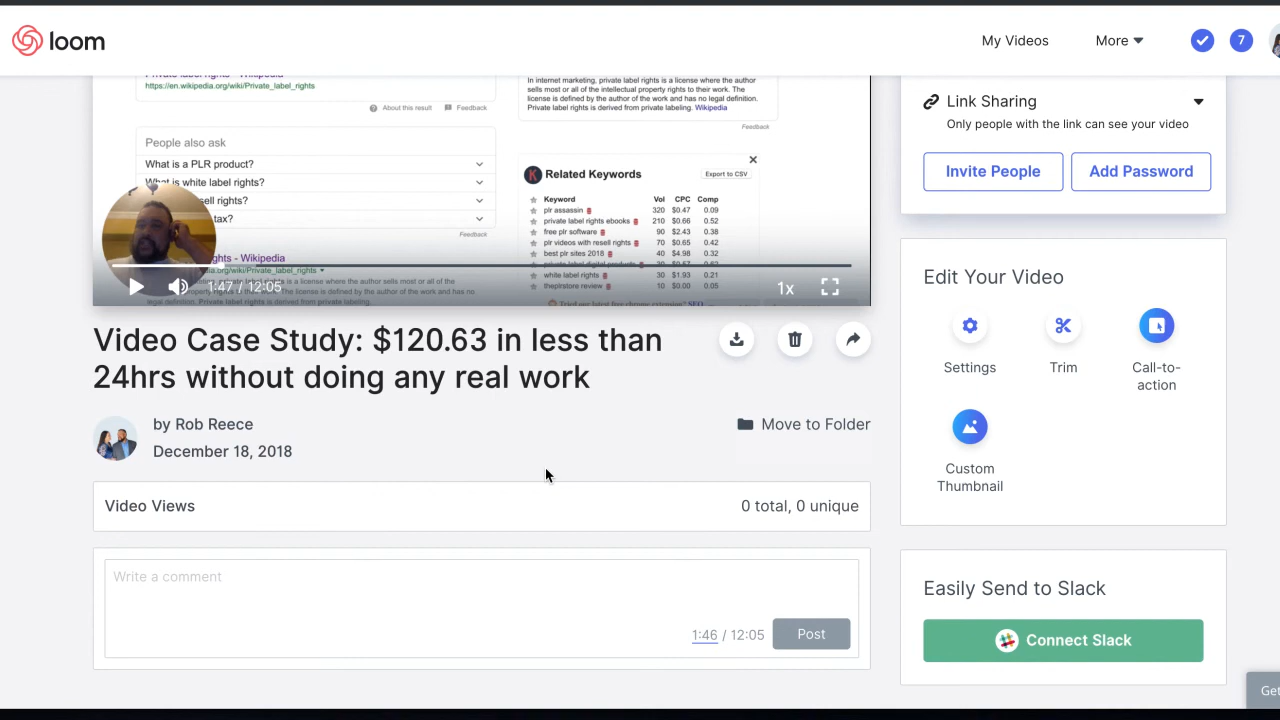 loom
My Videos
More
7
Private label rights - Wikipedia
https://en.wikipedia.org/wiki/Private_label_rights
About this result
Feedback
People also ask
What is a PLR product?
What is white label rights?
sell rights?
tax?
Feedback
- Wikipedia
ia.org/wiki/Private_label_rights
In internet marketing, private label rights is a license where the author
sells most or all of the intellectual property rights to their work. The
license is defined by the author of the work and has no legal definition.
Private label rights is derived from private labeling. Wikipedia
Feedback
Related Keywords
Export to CSV
Keyword Vol CPC Comp
plr assassin 320 $0.47 0.09
private label rights ebooks 210 $0.66 0.52
free plr software 90 $2.43 0.38
plr videos with resell rights 70 $0.65 0.42
best plr sites 2018 40 $4.98 0.32
white label rights 30 $1.93 0.21
theplrstore review 10 $0.00 0.05
1:47 / 12:05
1x
Video Case Study: $120.63 in less than
24hrs without doing any real work
by Rob Reece
December 18, 2018
Move to Folder
Video Views
0 total, 0 unique
Write a comment
1:46 / 12:05
Post
Link Sharing
Only people with the link can see your video
Invite People
Add Password
Edit Your Video
Settings
Trim
Call-to-
action
Custom
Thumbnail
Easily Send to Slack
Connect Slack
Get